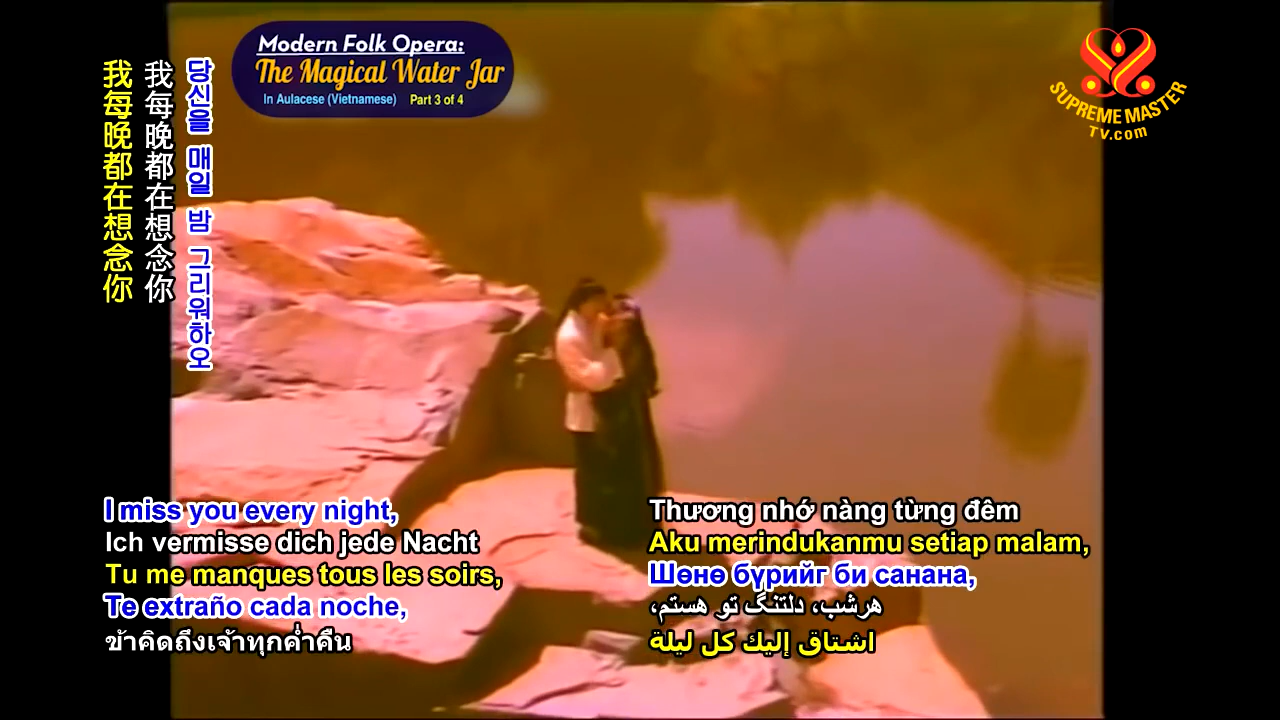 Modern Folk Opera:
The Magical Water Jar
In Aulacese (Vietnamese) Part 3 of 4
SUPREME MASTER
TV.com
我每晚都在想念你
我每晚都在想念你
당신을 매일 밤 그리워하오
I miss you every night,
Ich vermisse dich jede Nacht
Tu me manques tous les soirs,
Te extraño cada noche,
ข้าคิดถึงเจ้าทุกค่ำคืน
Thương nhớ nàng từng đêm
Aku merindukanmu setiap malam,
Шөнө бүрийг би санана,
هرشب، دلتنگ تو هستم،
اشتاق إليك كل ليلة